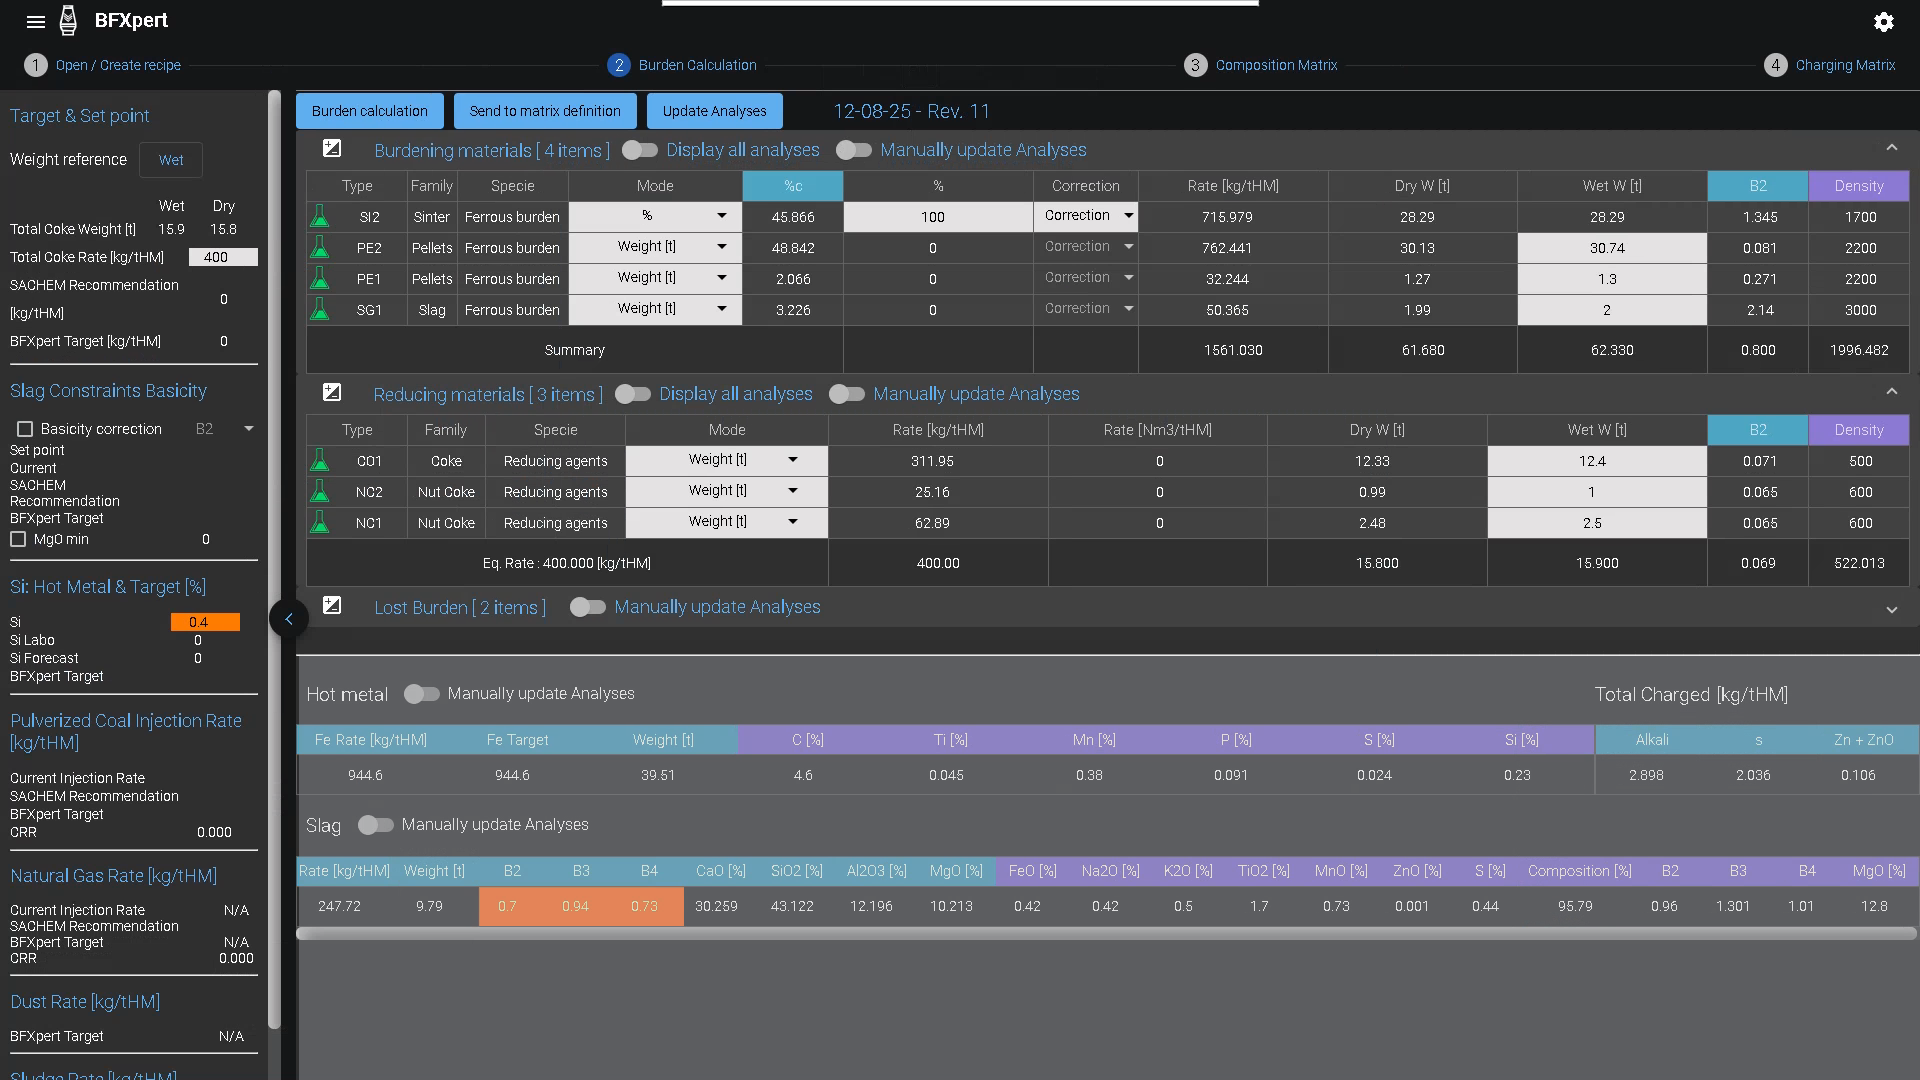 BFXpert
1 Open / Create recipe 2 Burden Calculation 3 Composition Matrix 4 Charging Matrix
Target & Set point
Weight reference Wet
Wet Dry
Total Coke Weight [t] 15.9 15.8
Total Coke Rate [kg/tHM] 400
SACHEM Recommendation
[kg/tHM] 0
BFXpert Target [kg/tHM] 0
Slag Constraints Basicity
Basicity correction B2
Set point
Current
SACHEM
Recommendation
BFXpert Target
MgO min 0
Si: Hot Metal & Target [%]
Si 0.4
Si Labo 0
Si Forecast 0
BFXpert Target
Pulverized Coal Injection Rate
[kg/tHM]
Current Injection Rate
SACHEM Recommendation
BFXpert Target
CRR 0.000
Natural Gas Rate [kg/tHM]
Current Injection Rate N/A
SACHEM Recommendation
BFXpert Target N/A
CRR 0.000
Dust Rate [kg/tHM]
BFXpert Target N/A
Sludge Rate [kg/tHM]
Burden calculation Send to matrix definition Update Analyses 12-08-25 - Rev. 11
Burdening materials [ 4 items ] Display all analyses Manually update Analyses
Type Family Specie Mode %c % Correction Rate [kg/tHM] Dry W [t] Wet W [t] B2 Density
SI2 Sinter Ferrous burden % 45.866 100 Correction 715.979 28.29 28.29 1.345 1700
PE2 Pellets Ferrous burden Weight [t] 48.842 0 Correction 762.441 30.13 30.74 0.081 2200
PE1 Pellets Ferrous burden Weight [t] 2.066 0 Correction 32.244 1.27 1.3 0.271 2200
SG1 Slag Ferrous burden Weight [t] 3.226 0 Correction 50.365 1.99 2 2.14 3000
Summary 1561.030 61.680 62.330 0.800 1996.482
Reducing materials [ 3 items ] Display all analyses Manually update Analyses
Type Family Specie Mode Rate [kg/tHM] Rate [Nm3/tHM] Dry W [t] Wet W [t] B2 Density
CO1 Coke Reducing agents Weight [t] 311.95 0 12.33 12.4 0.071 500
NC2 Nut Coke Reducing agents Weight [t] 25.16 0 0.99 1 0.065 600
NC1 Nut Coke Reducing agents Weight [t] 62.89 0 2.48 2.5 0.065 600
Eq. Rate : 400.000 [kg/tHM] 400.00 15.800 15.900 0.069 522.013
Lost Burden [ 2 items ] Manually update Analyses
Hot metal Manually update Analyses Total Charged [kg/tHM]
Fe Rate [kg/tHM] Fe Target Weight [t] C [%] Ti [%] Mn [%] P [%] S [%] Si [%] Alkali s Zn + ZnO
944.6 944.6 39.51 4.6 0.045 0.38 0.091 0.024 0.23 2.898 2.036 0.106
Slag Manually update Analyses
Rate [kg/tHM] Weight [t] B2 B3 B4 CaO [%] SiO2 [%] Al2O3 [%] MgO [%] FeO [%] Na2O [%] K2O [%] TiO2 [%] MnO [%] ZnO [%] S [%] Composition [%] B2 B3 B4 MgO [%]
247.72 9.79 0.7 0.94 0.73 30.259 43.122 12.196 10.213 0.42 0.42 0.5 1.7 0.73 0.001 0.44 95.79 0.96 1.301 1.01 12.8